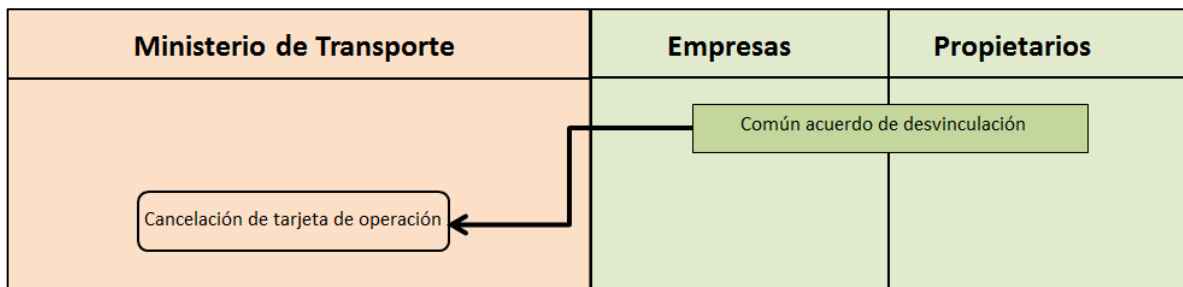 Ministerio de Transporte
Empresas
Propietarios
Común acuerdo de desvinculación
Cancelación de tarjeta de operación